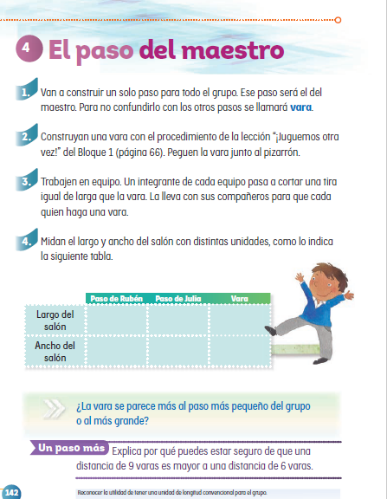 4 El paso del maestro
1. Van a construir un solo paso para todo el grupo. Ese paso será el del
maestro. Para no confundirlo con los otros pasos se llamará vara.
2. Construyan una vara con el procedimiento de la lección "¡Juguemos otra
vez!" del Bloque 1 (página 66). Peguen la vara junto al pizarrón.
3. Trabajen en equipo. Un integrante de cada equipo pasa a cortar una tira
igual de larga que la vara. La lleva con sus compañeros para que cada
quien haga una vara.
4. Midan el largo y ancho del salón con distintas unidades, como lo indica
la siguiente tabla.
Paso de Rubén Paso de Julia Vara
Largo del
salón
Ancho del
salón
¿La vara se parece más al paso más pequeño del grupo
o al más grande?
Un paso más Explica por qué puedes estar seguro de que una
distancia de 9 varas es mayor a una distancia de 6 varas.
142 Reconocer la utilidad de tener una unidad de longitud convencional para el grupo.